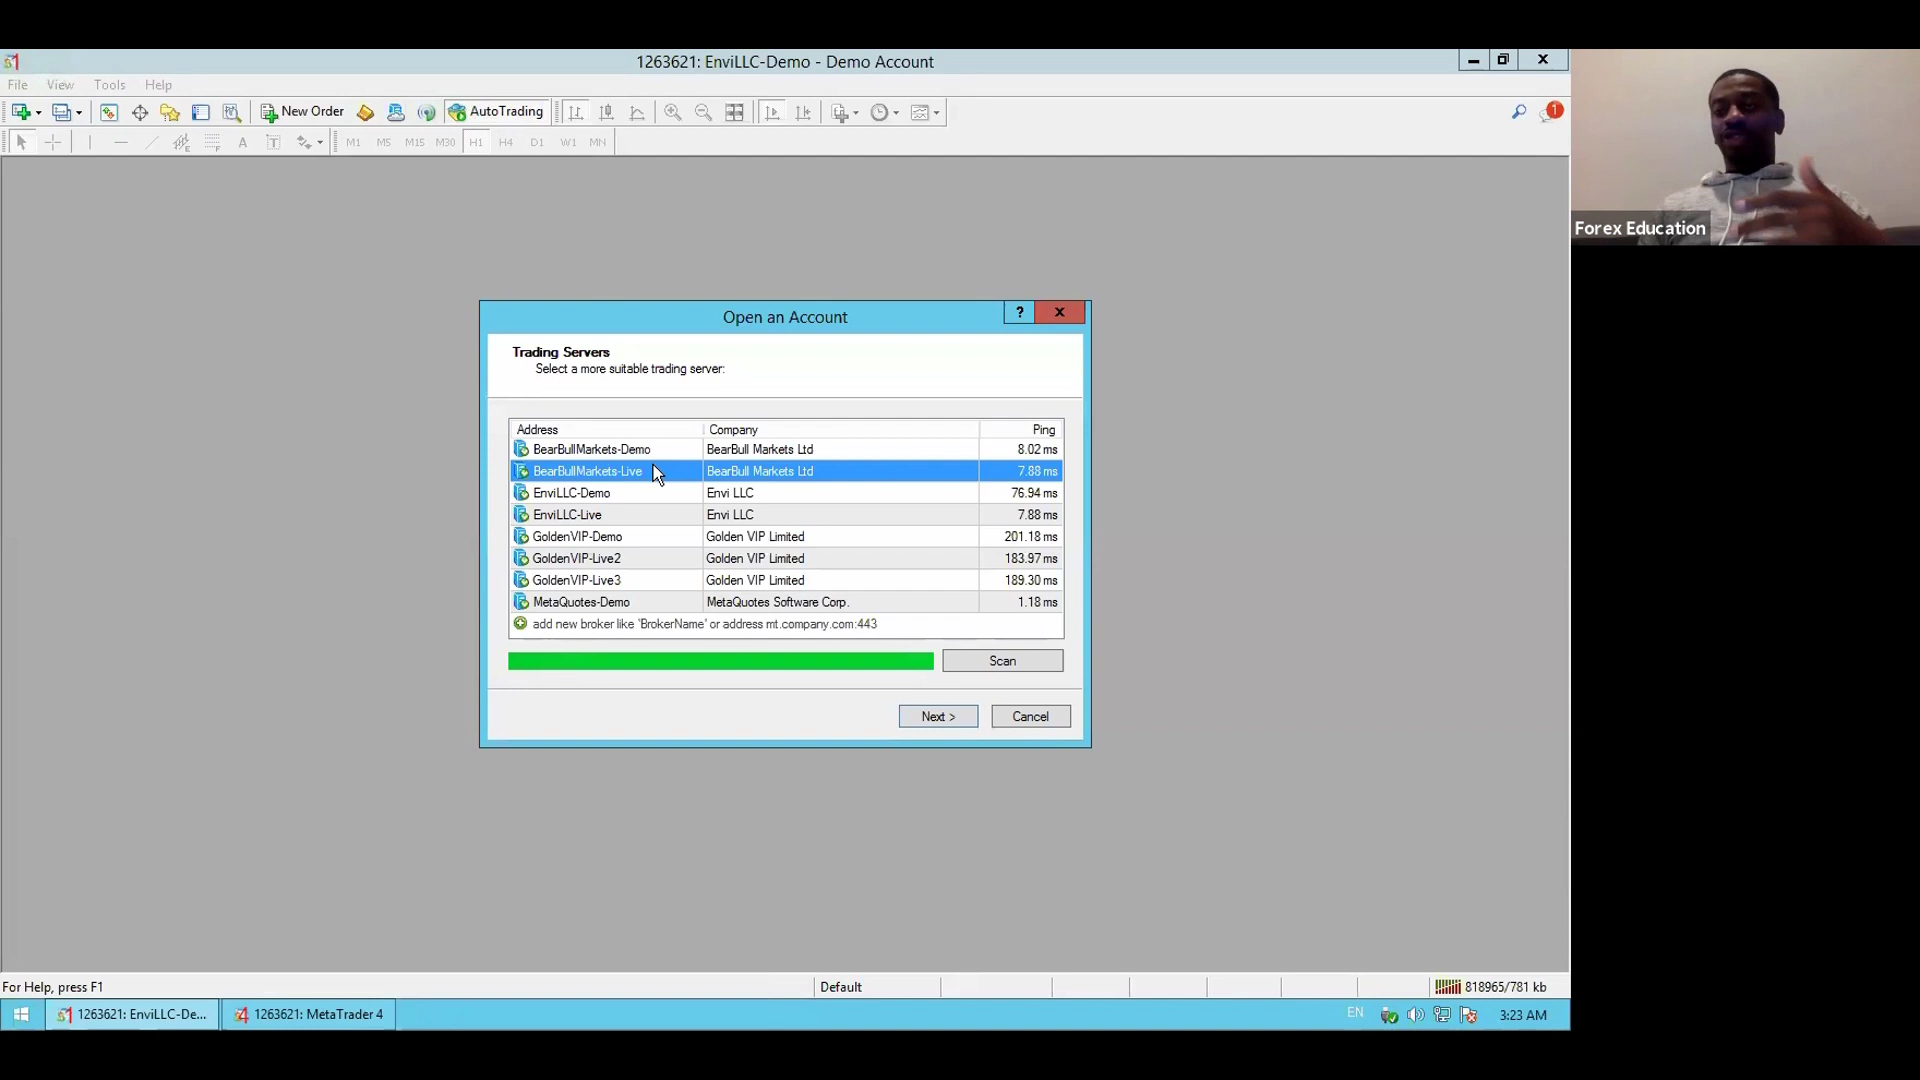 1263621: EnviLLC-Demo - Demo Account
File View Tools Help
New Order AutoTrading 1
A T M1 M5 M15 M30 H1 H4 D1 W1 MN
Forex Education
Open an Account ?
Trading Servers
Select a more suitable trading server:
Address Company Ping
BearBullMarkets-Demo BearBull Markets Ltd 8.02 ms
BearBullMarkets-Live BearBull Markets Ltd 7.88 ms
EnviLLC-Demo Envi LLC 76.94 ms
EnviLLC-Live Envi LLC 7.88 ms
GoldenVIP-Demo Golden VIP Limited 201.18 ms
GoldenVIP-Live2 Golden VIP Limited 183.97 ms
GoldenVIP-Live3 Golden VIP Limited 189.30 ms
MetaQuotes-Demo MetaQuotes Software Corp. 1.18 ms
add new broker like 'BrokerName' or address mt.company.com:443
Scan
Next > Cancel
For Help, press F1 Default 818965/781 kb
1263621: EnviLLC-De... 1263621: MetaTrader 4 EN 3:23 AM